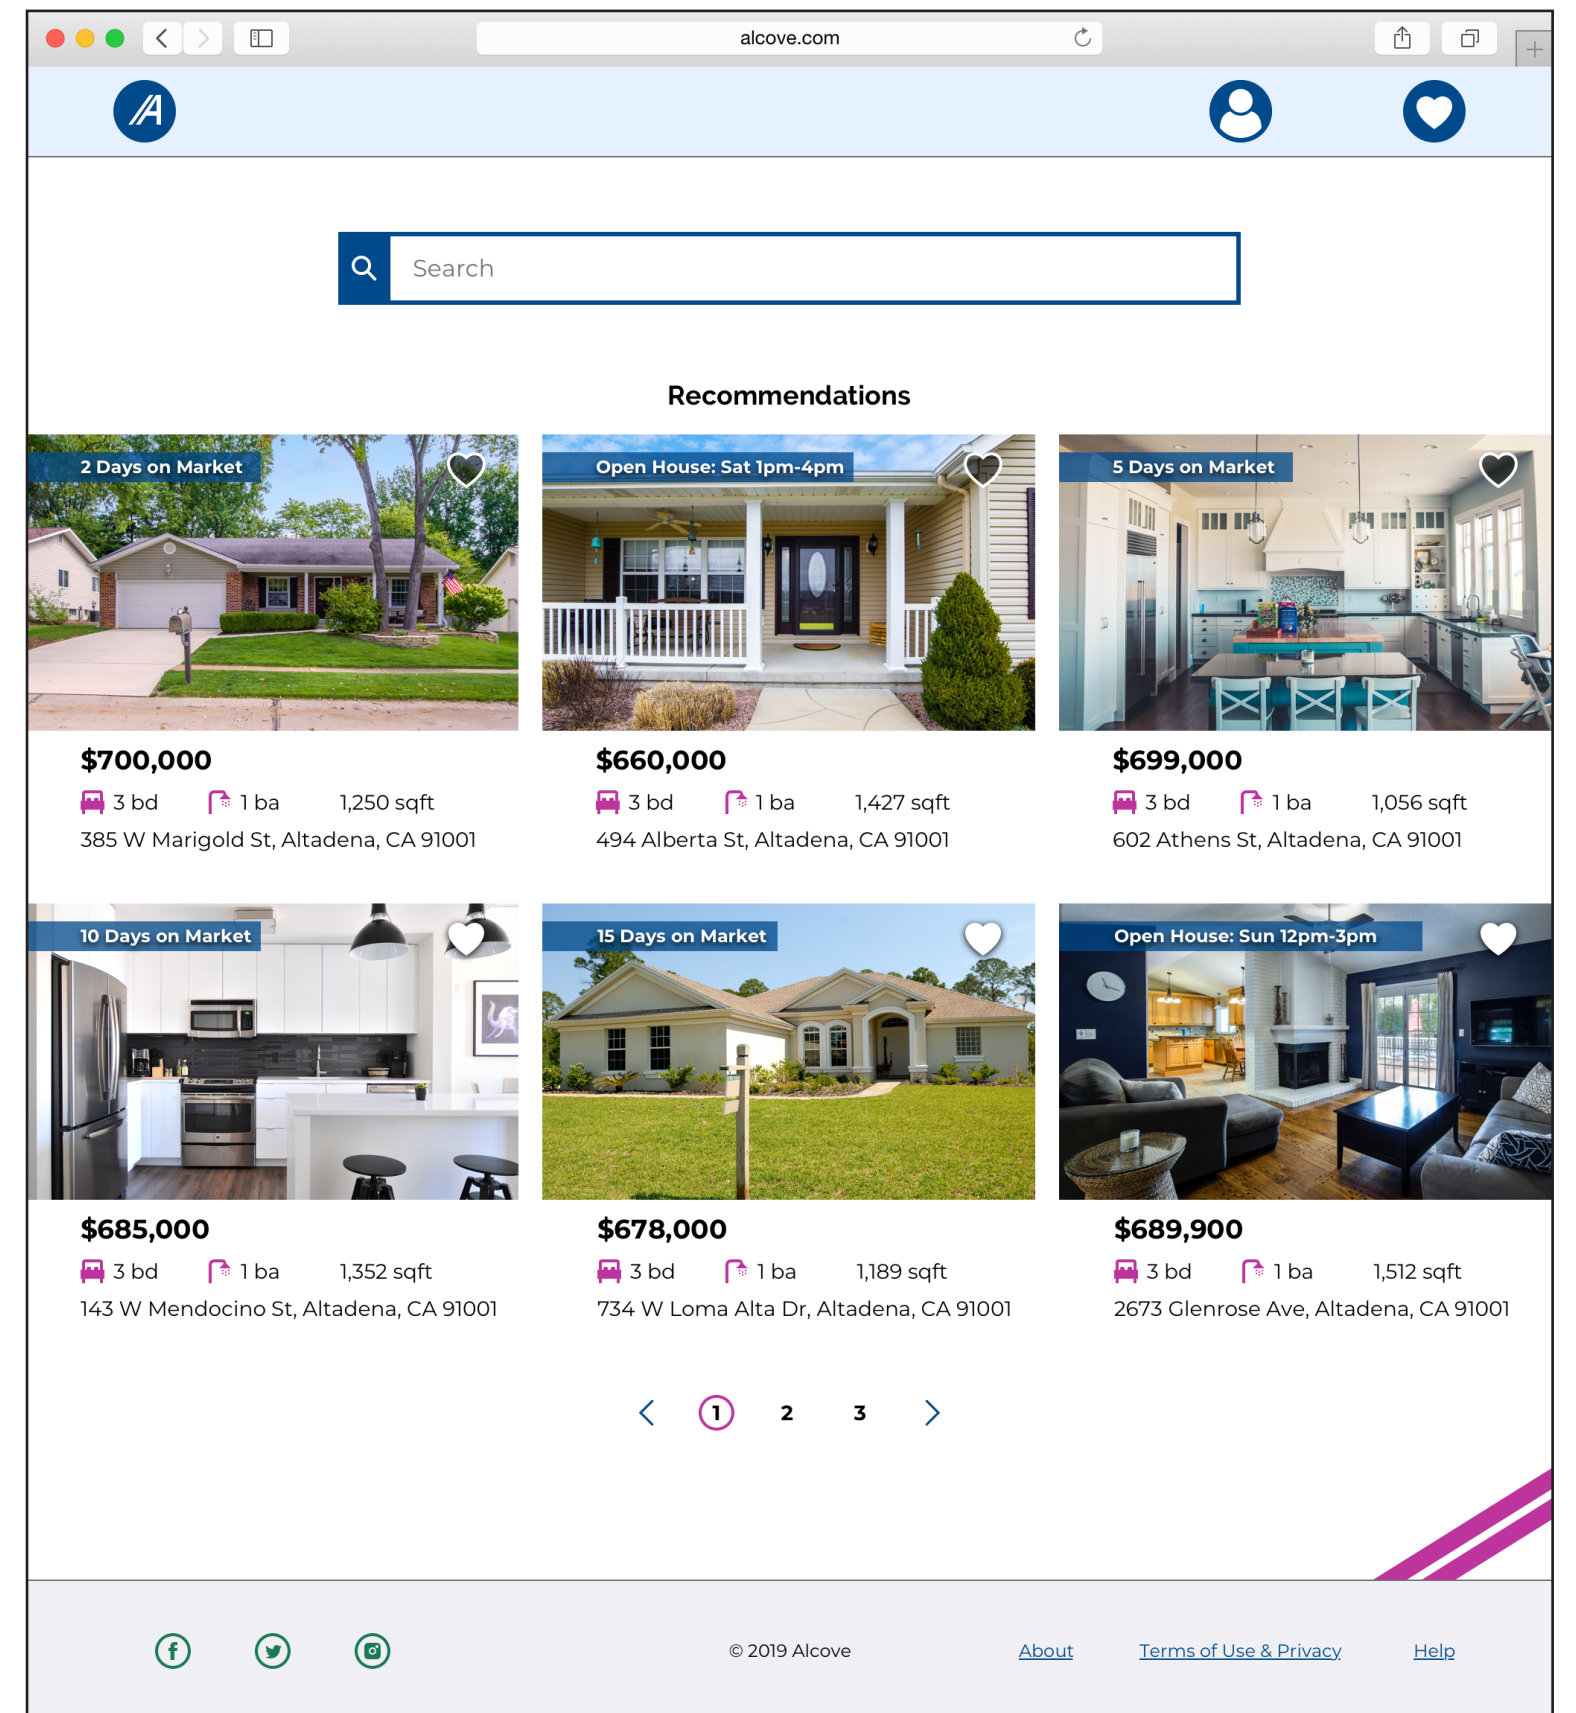 alcove.com
A
Search
Recommendations
2 Days on Market
Open House: Sat 1pm-4pm
5 Days on Market
$700,000
$660,000
$699,000
3 bd 1 ba 1,250 sqft
3 bd 1 ba 1,427 sqft
3 bd 1 ba 1,056 sqft
385 W Marigold St, Altadena, CA 91001
494 Alberta St, Altadena, CA 91001
602 Athens St, Altadena, CA 91001
10 Days on Market
15 Days on Market
Open House: Sun 12pm-3pm
$685,000
$678,000
$689,900
3 bd 1 ba 1,352 sqft
3 bd 1 ba 1,189 sqft
3 bd 1 ba 1,512 sqft
143 W Mendocino St, Altadena, CA 91001
734 W Loma Alta Dr, Altadena, CA 91001
2673 Glenrose Ave, Altadena, CA 91001
1 2 3
© 2019 Alcove About Terms of Use & Privacy Help